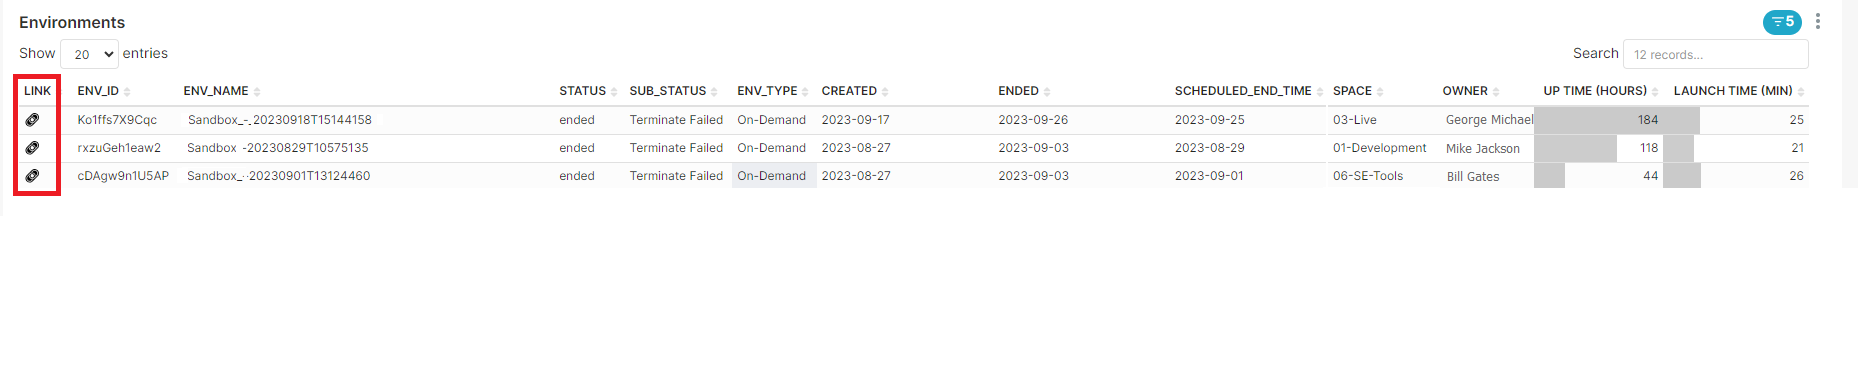 Environments 5
Show 20 entries Search 12 records...
LINK ENV_ID ENV_NAME STATUS SUB_STATUS ENV_TYPE CREATED ENDED SCHEDULED_END_TIME SPACE OWNER UP TIME (HOURS) LAUNCH TIME (MIN)
Ko1ffs7X9Cqc Sandbox_-_20230918T15144158 ended Terminate Failed On-Demand 2023-09-17 2023-09-26 2023-09-25 03-Live George Michael 184 25
rxzuGeh1eaw2 Sandbox -20230829T10575135 ended Terminate Failed On-Demand 2023-08-27 2023-09-03 2023-08-29 01-Development Mike Jackson 118 21
cDAgw9n1U5AP Sandbox_--20230901T13124460 ended Terminate Failed On-Demand 2023-08-27 2023-09-03 2023-09-01 06-SE-Tools Bill Gates 44 26